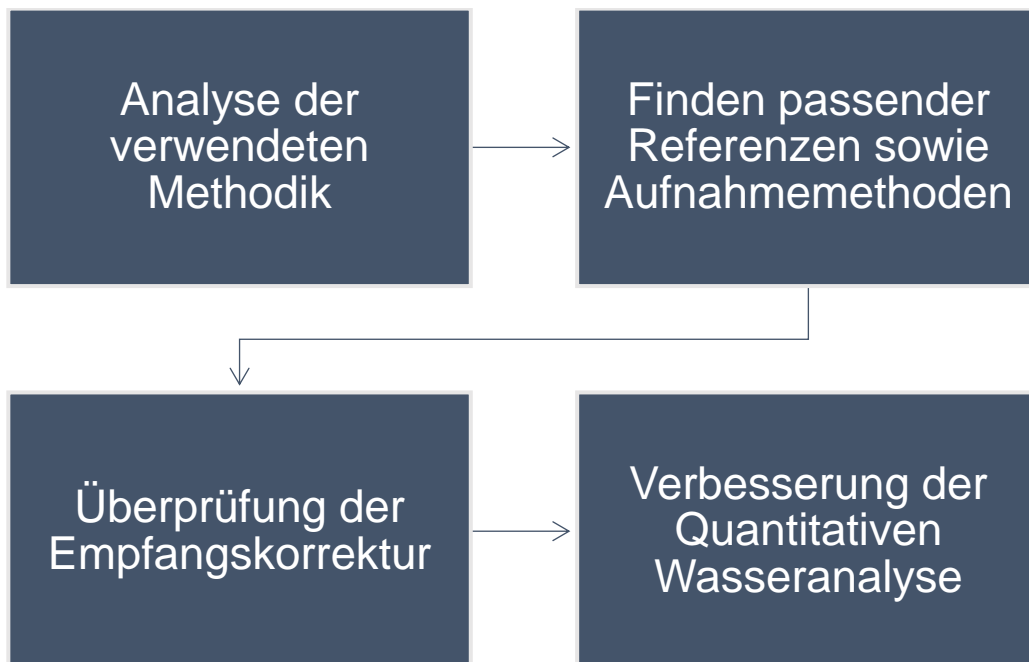 Analyse der
verwendeten
Methodik
Finden passender
Referenzen sowie
Aufnahmemethoden
Überprüfung der
Empfangskorrektur
Verbesserung der
Quantitativen
Wasseranalyse